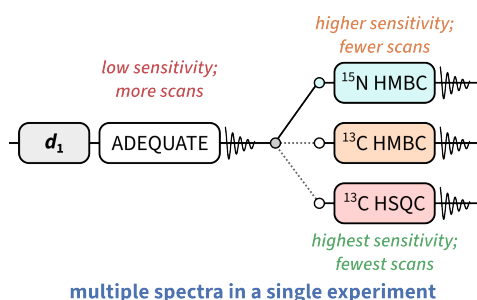 higher sensitivity;
fewer scans
low sensitivity;
more scans
¹⁵N HMBC
d₁
ADEQUATE
¹³C HMBC
¹³C HSQC
highest sensitivity;
fewest scans
multiple spectra in a single experiment